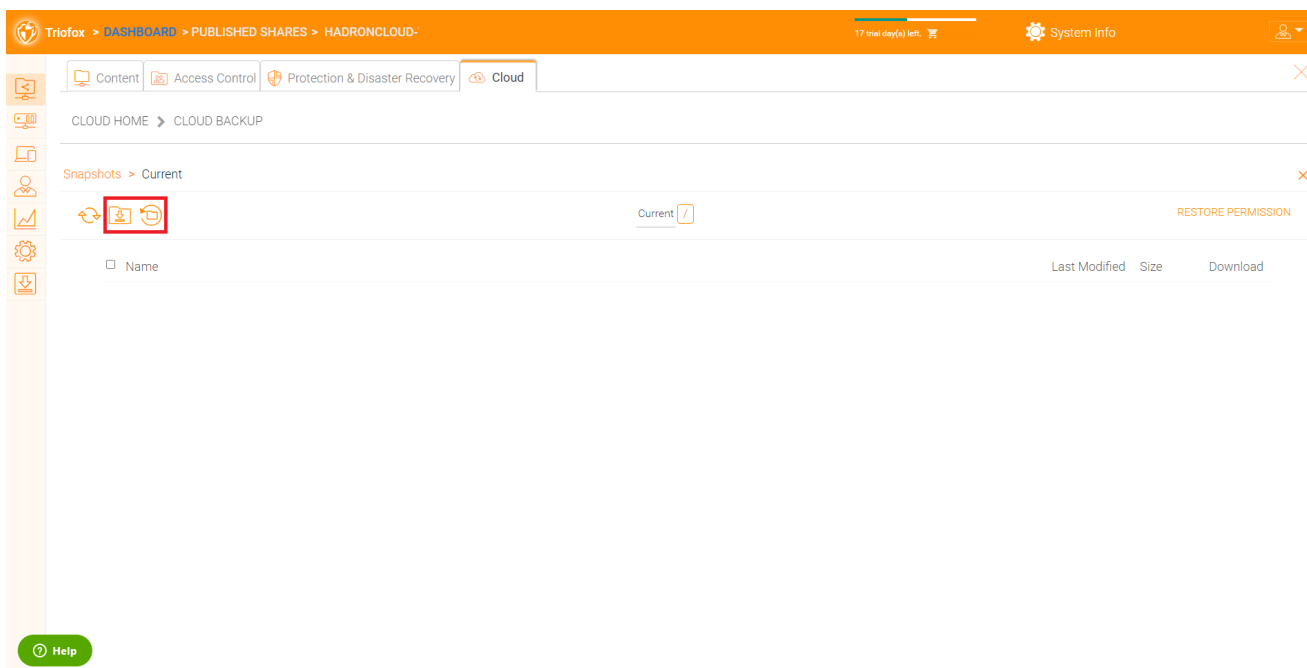 Triofox > DASHBOARD > PUBLISHED SHARES > HADRONCLOUD-
17 trial day(s) left.
System Info
Content
Access Control
Protection & Disaster Recovery
Cloud
CLOUD HOME > CLOUD BACKUP
Snapshots > Current
Current /
RESTORE PERMISSION
Name
Last Modified
Size
Download
Help